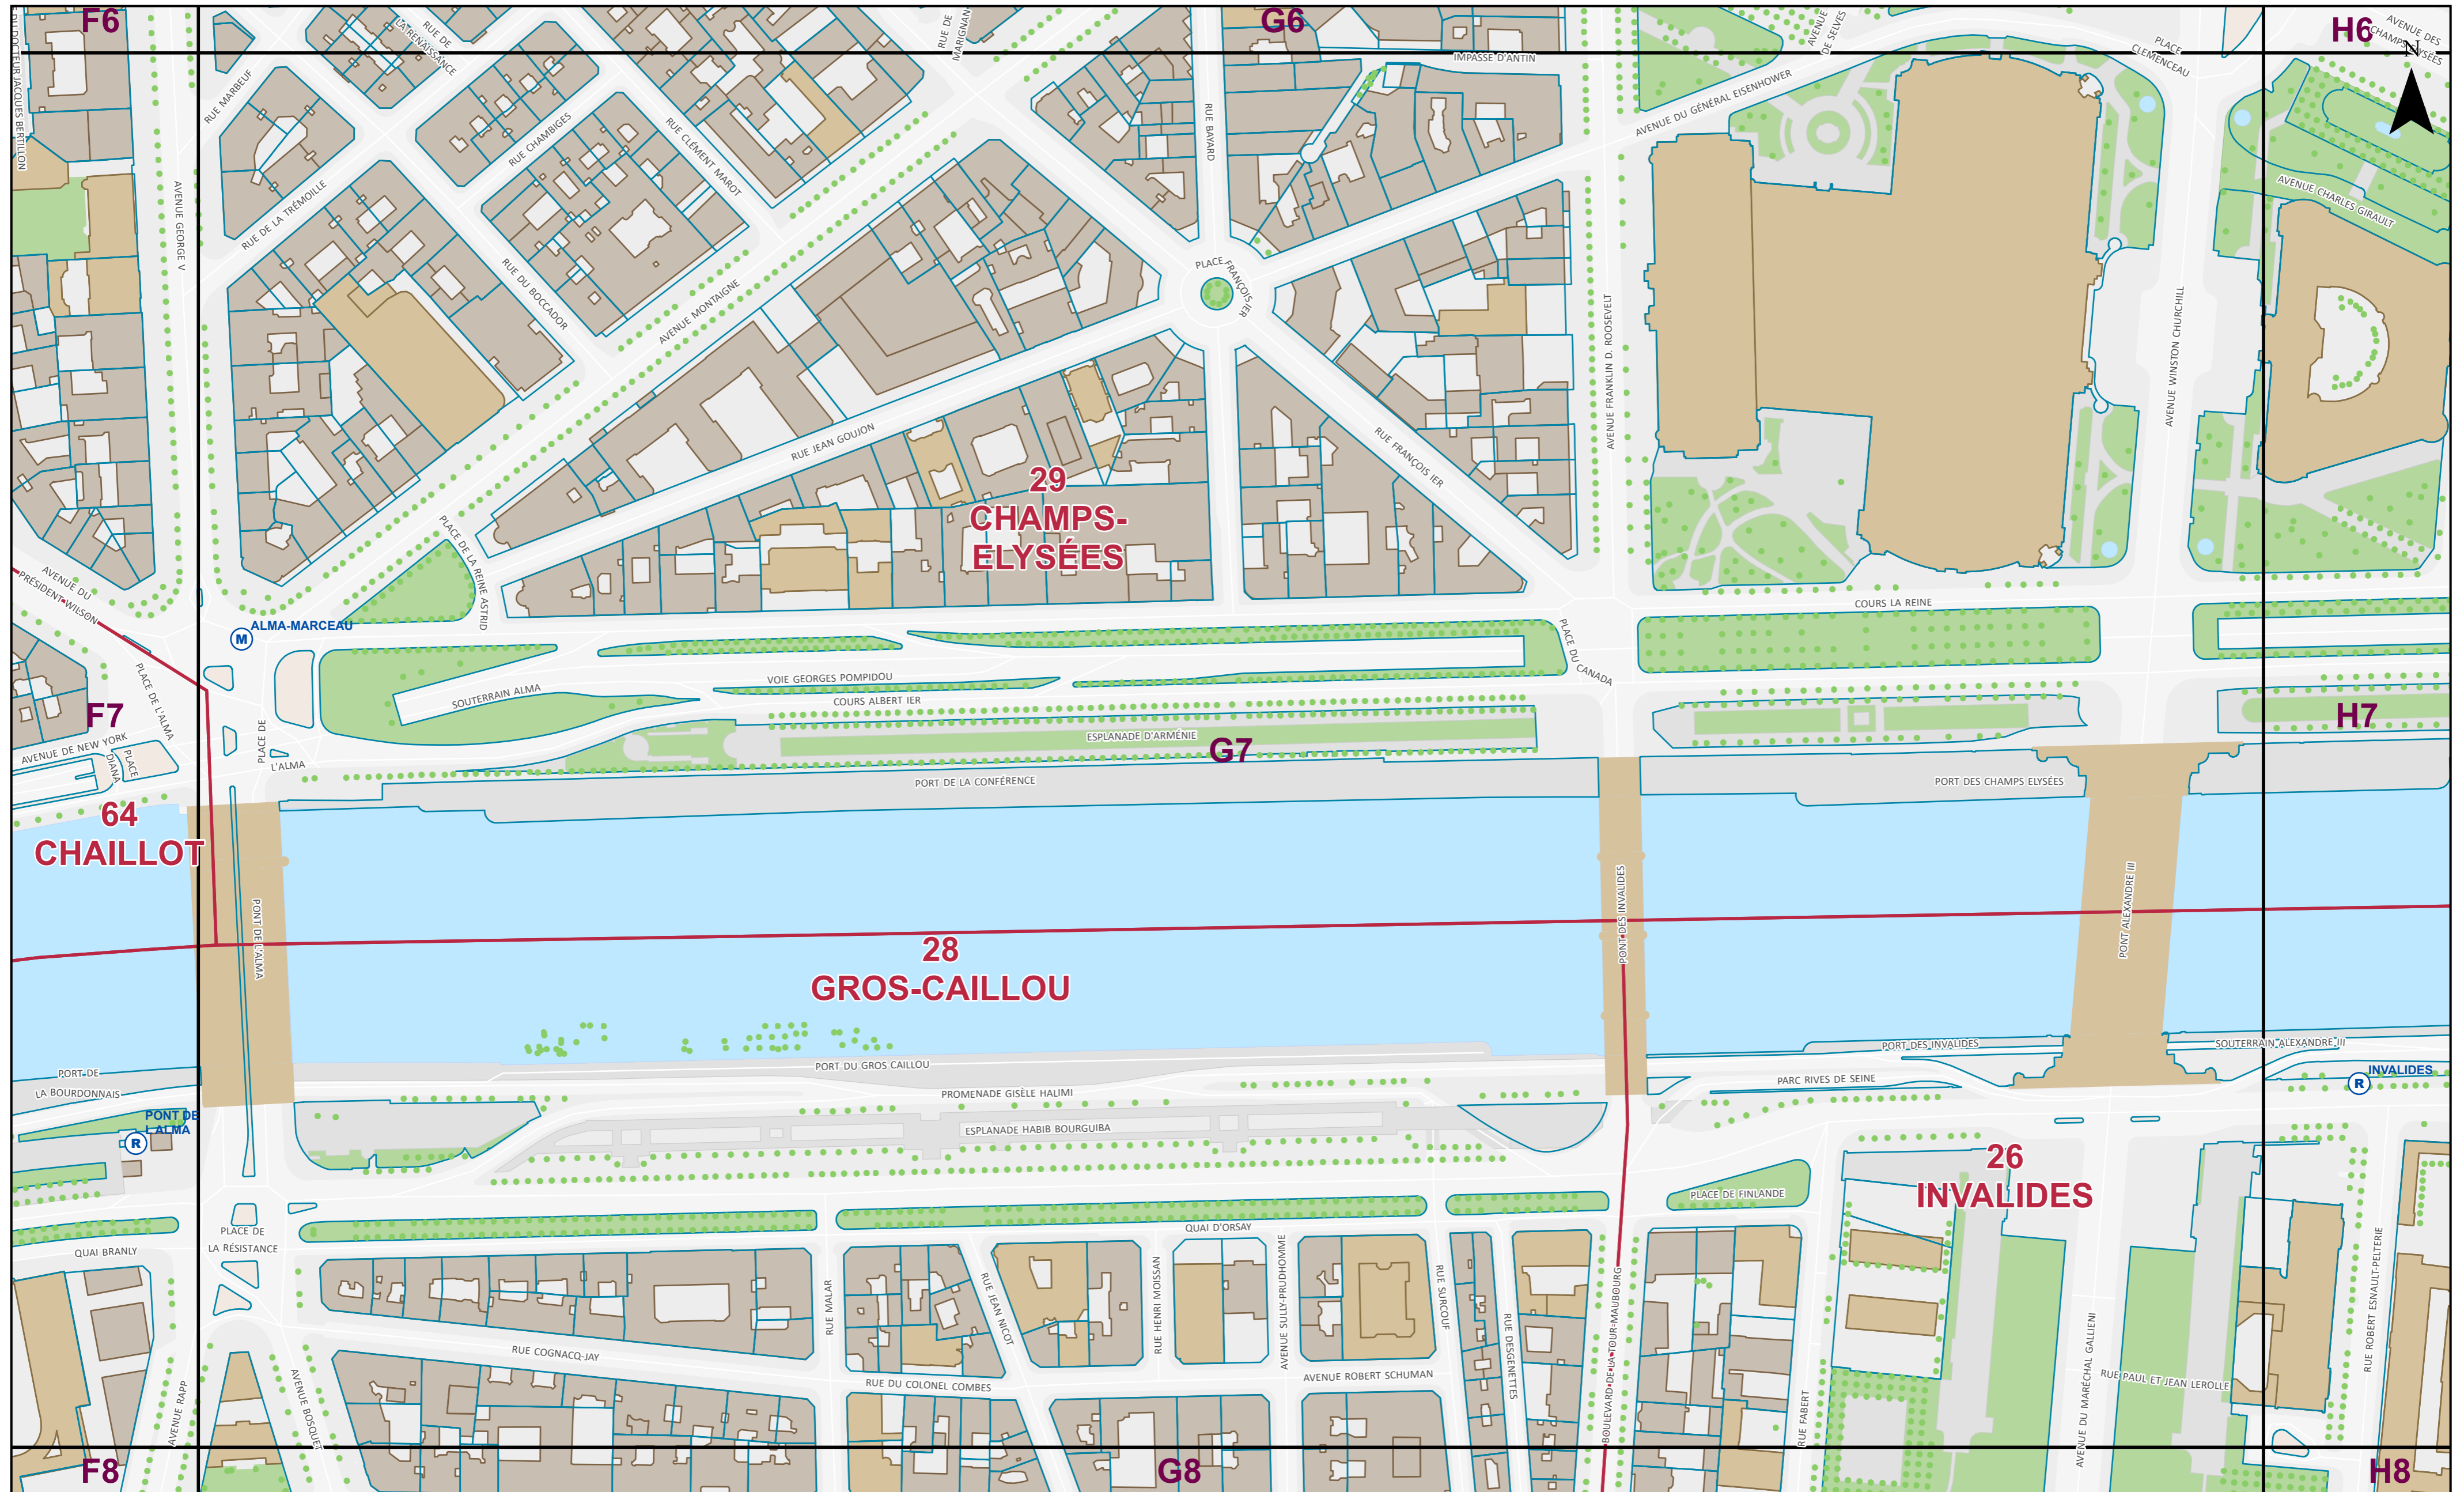 F6
G6
H6
RUE DE
LA RENAISSANCE
RUE DE
MARIGNAN
AVENUE
DE SELVES
PLACE
CLEMENCEAU
AVENUE DES
CHAMPS-ELYSÉES
N
IMPASSE D'ANTIN
RUE DU DOCTEUR JACQUES BERTILLON
RUE MARBEUF
RUE CHAMBIGES
RUE CLÉMENT MAROT
RUE BAYARD
AVENUE DU GÉNÉRAL EISENHOWER
AVENUE GEORGE V
RUE DE LA TRÉMOILLE
RUE DU BOCCADOR
AVENUE MONTAIGNE
PLACE FRANÇOIS IER
AVENUE CHARLES GIRAULT
AVENUE FRANKLIN D. ROOSEVELT
AVENUE WINSTON CHURCHILL
RUE JEAN GOUJON
RUE FRANÇOIS IER
29
CHAMPS-
ELYSÉES
PLACE DE LA REINE ASTRID
AVENUE DU
PRÉSIDENT WILSON
M
ALMA-MARCEAU
COURS LA REINE
PLACE DU CANADA
PLACE DE L'ALMA
SOUTERRAIN ALMA
VOIE GEORGES POMPIDOU
COURS ALBERT IER
F7
G7
H7
ESPLANADE D'ARMÉNIE
AVENUE DE NEW YORK
PLACE
DIANA
PLACE DE
L'ALMA
PORT DE LA CONFÉRENCE
PORT DES CHAMPS ELYSÉES
64
CHAILLOT
PONT DE L'ALMA
PONT DES INVALIDES
PONT ALEXANDRE III
28
GROS-CAILLOU
PORT DU GROS CAILLOU
PORT DES INVALIDES
SOUTERRAIN ALEXANDRE III
PORT DE
LA BOURDONNAIS
PROMENADE GISÈLE HALIMI
PARC RIVES DE SEINE
R
INVALIDES
PONT DE
L'ALMA
R
ESPLANADE HABIB BOURGUIBA
26
INVALIDES
PLACE DE FINLANDE
PLACE DE
LA RÉSISTANCE
QUAI BRANLY
QUAI D'ORSAY
RUE MALAR
RUE JEAN NICOT
RUE HENRI MOISSAN
AVENUE SULLY-PRUDHOMME
RUE SURCOUF
RUE DESGENETTES
BOULEVARD DE LA TOUR-MAUBOURG
RUE COGNACQ-JAY
RUE DU COLONEL COMBES
AVENUE ROBERT SCHUMAN
AVENUE RAPP
AVENUE BOSQUET
RUE FABERT
AVENUE DU MARÉCHAL GALLIENI
RUE PAUL ET JEAN LEROLLE
RUE ROBERT ESNAULT-PELTERIE
F8
G8
H8